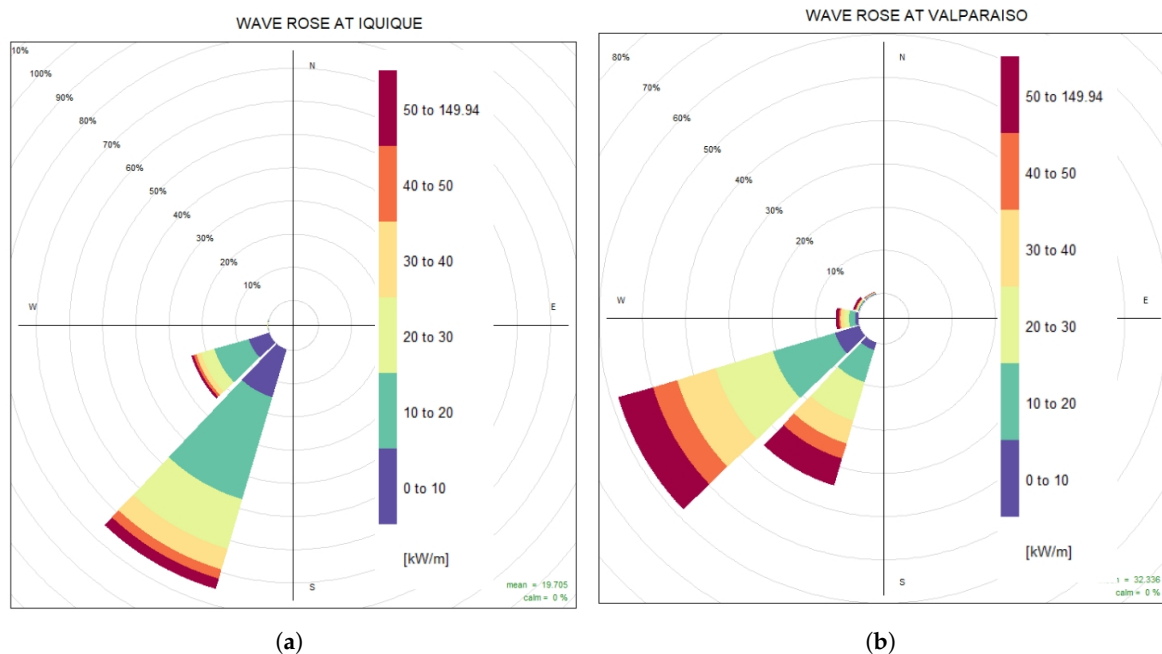 WAVE ROSE AT IQUIQUE
10%
100%
90%
80%
70%
60%
50%
40%
30%
20%
10%
N
W
E
S
50 to 149.94
40 to 50
30 to 40
20 to 30
10 to 20
0 to 10
[kW/m]
mean = 19.705
calm = 0 %
(a)
WAVE ROSE AT VALPARAISO
80%
70%
60%
50%
40%
30%
20%
10%
N
W
E
S
50 to 149.94
40 to 50
30 to 40
20 to 30
10 to 20
0 to 10
[kW/m]
= 32.336
calm = 0 %
(b)